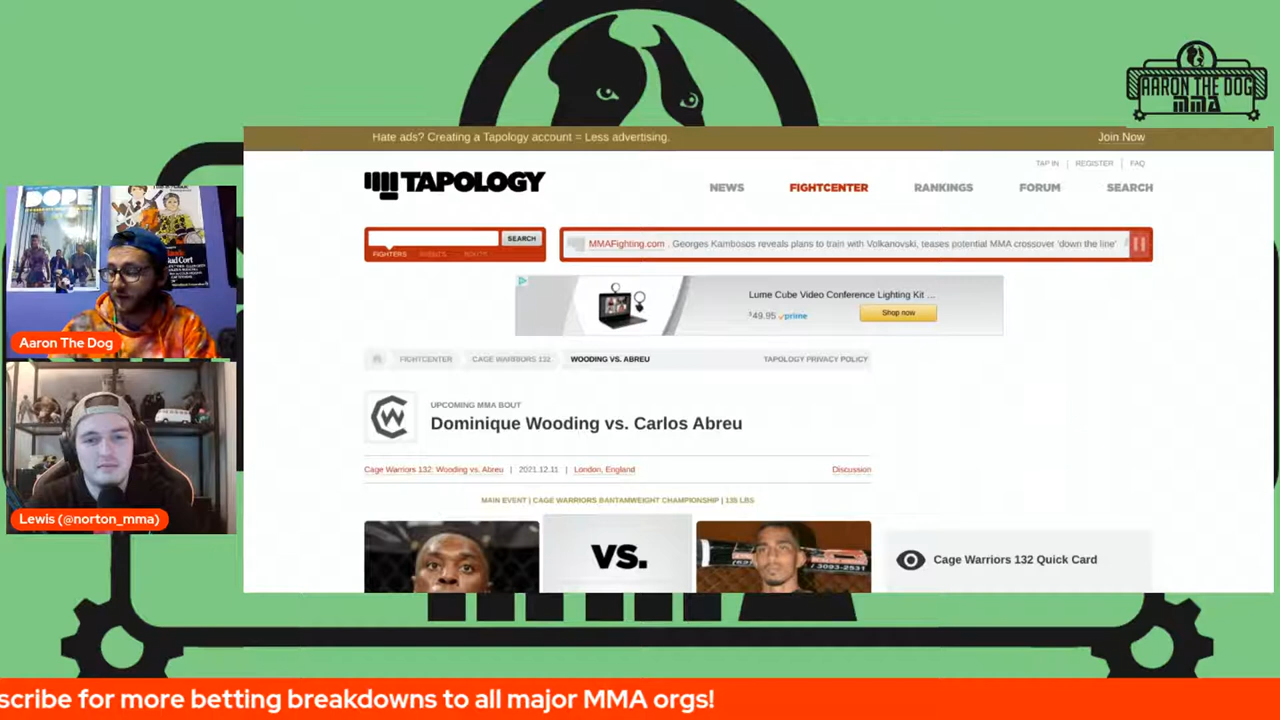 AARON THE DOG
MMA
Hate ads? Creating a Tapology account = Less advertising.
Join Now
TAP IN | REGISTER | FAQ
TAPOLOGY
NEWS
FIGHTCENTER
RANKINGS
FORUM
SEARCH
SEARCH
FIGHTERS
EVENTS
MMAFighting.com . Georges Kambosos reveals plans to train with Volkanovski, teases potential MMA crossover 'down the line'
Lume Cube Video Conference Lighting Kit ...
$49.95 prime
Shop now
FIGHTCENTER
CAGE WARRIORS 132
WOODING VS. ABREU
TAPOLOGY PRIVACY POLICY
UPCOMING MMA BOUT
Dominique Wooding vs. Carlos Abreu
Cage Warriors 132: Wooding vs. Abreu | 2021.12.11 | London, England
Discussion
MAIN EVENT | CAGE WARRIORS BANTAMWEIGHT CHAMPIONSHIP | 135 LBS
VS.
3093-2531
Cage Warriors 132 Quick Card
DOPE
Aaron The Dog
Lewis (@norton_mma)
scribe for more betting breakdowns to all major MMA orgs!